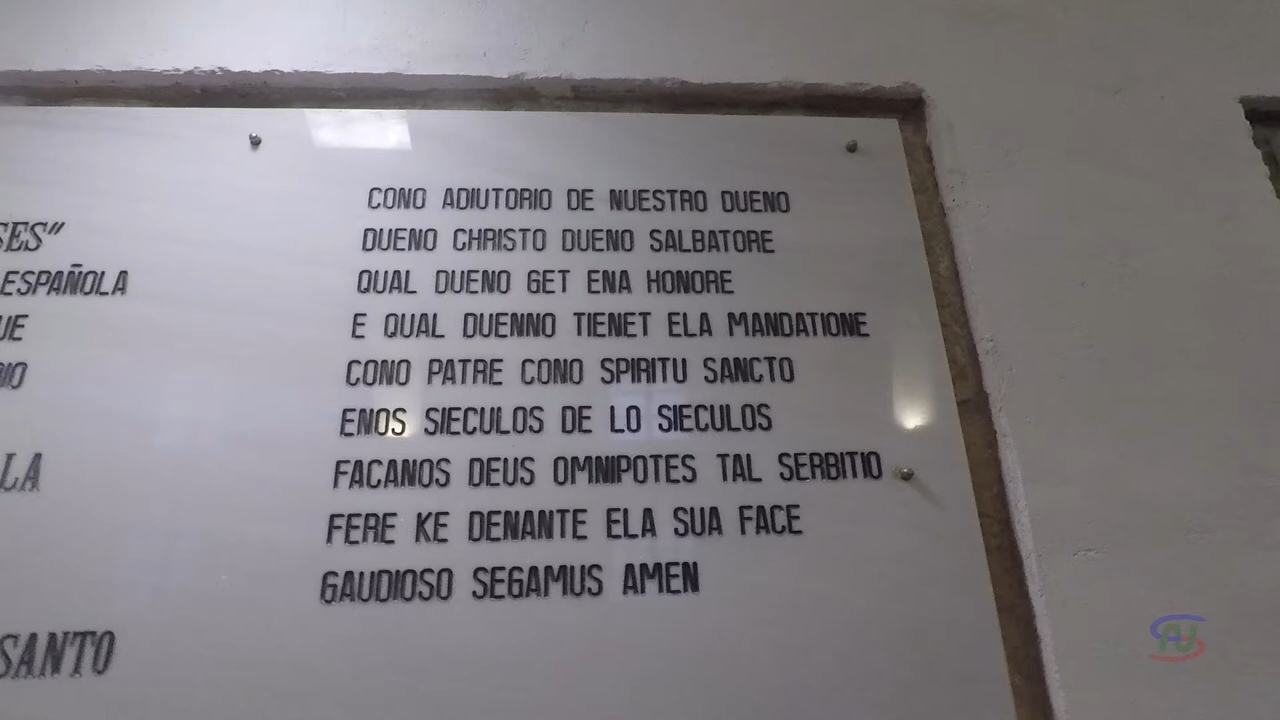 SES"
ESPAÑOLA
UE
LA
SANTO
CONO ADIUTORIO DE NUESTRO DUENO
DUENO CHRISTO DUENO SALBATORE
QUAL DUENO GET ENA HONORE
E QUAL DUENNO TIENET ELA MANDATIONE
CONO PATRE CONO SPIRITU SANCTO
ENOS SIECULOS DE LO SIECULOS
FACANOS DEUS OMNIPOTES TAL SERBITIO
FERE KE DENANTE ELA SUA FACE
GAUDIOSO SEGAMUS AMEN